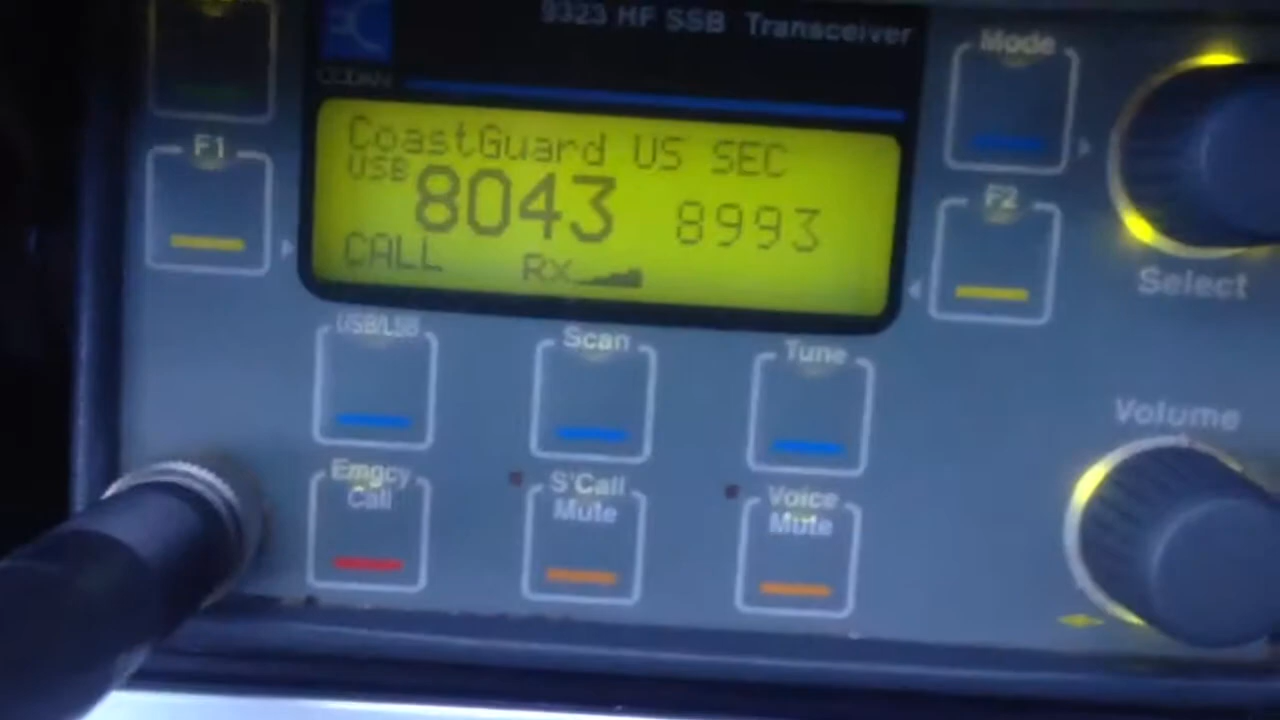 9323 HF SSB Transceiver
CODAN
Mode
F1
CoastGuard US SEC
USB 8043 8993
CALL RX
F2
Select
USB/LSB
Scan
Tune
Volume
Emgcy
Call
S'Call
Mute
Voice
Mute